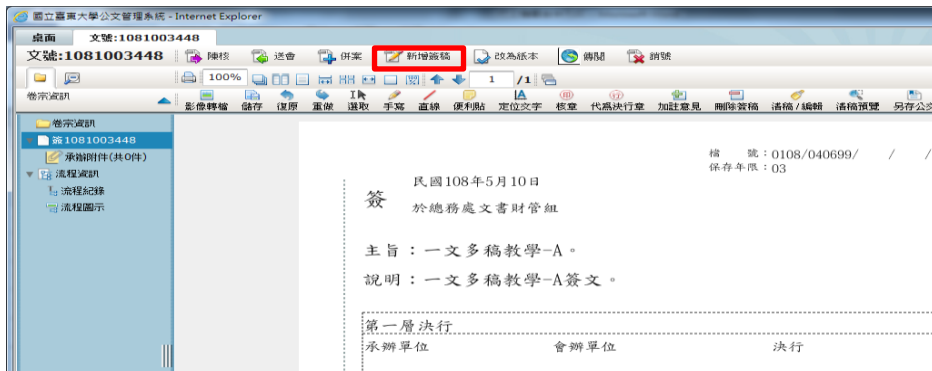 國立臺東大學公文管理系統 - Internet Explorer
桌面 文號:1081003448
文號:1081003448 陳核 送會 併案 新增簽稿 改為紙本 傳閱 銷號
100% 1 /1
卷宗資訊 影像轉檔 儲存 復原 重做 選取 手寫 直線 便利貼 定位文字 核章 代為決行章 加註意見 刪除簽稿 清稿/編輯 清稿預覽 另存公文
卷宗資訊
簽1081003448
承辦附件(共0件)
流程資訊
流程紀錄
流程圖示
檔 號:0108/040699/ / /
保存年限:03
民國108年5月10日
簽
於總務處文書財管組
主旨:一文多稿教學-A。
說明:一文多稿教學-A簽文。
第一層決行
承辦單位 會辦單位 決行